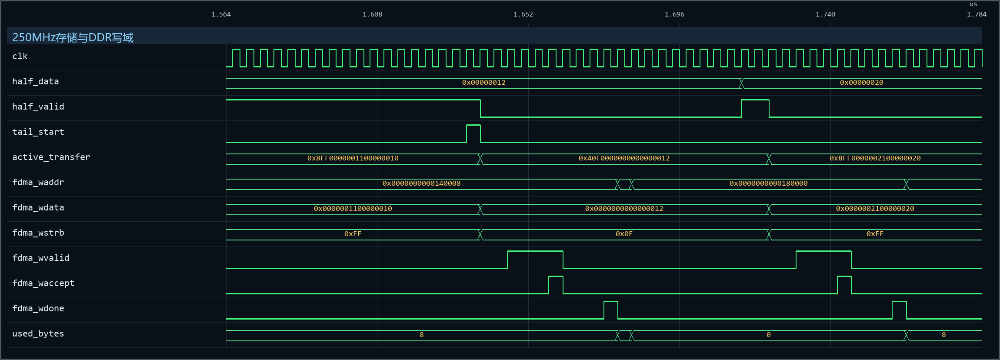 us
1.564 1.608 1.652 1.696 1.740 1.784
250MHz存储与DDR写域
clk
half_data 0x00000012 0x00000020
half_valid
tail_start
active_transfer 0x8FF0000001100000010 0x40F0000000000000012 0x8FF0000002100000020
fdma_waddr 0x0000000000140008 0x0000000000180000
fdma_wdata 0x0000001100000010 0x0000000000000012 0x0000002100000020
fdma_wstrb 0xFF 0x0F 0xFF
fdma_wvalid
fdma_waccept
fdma_wdone
used_bytes 8 0 8